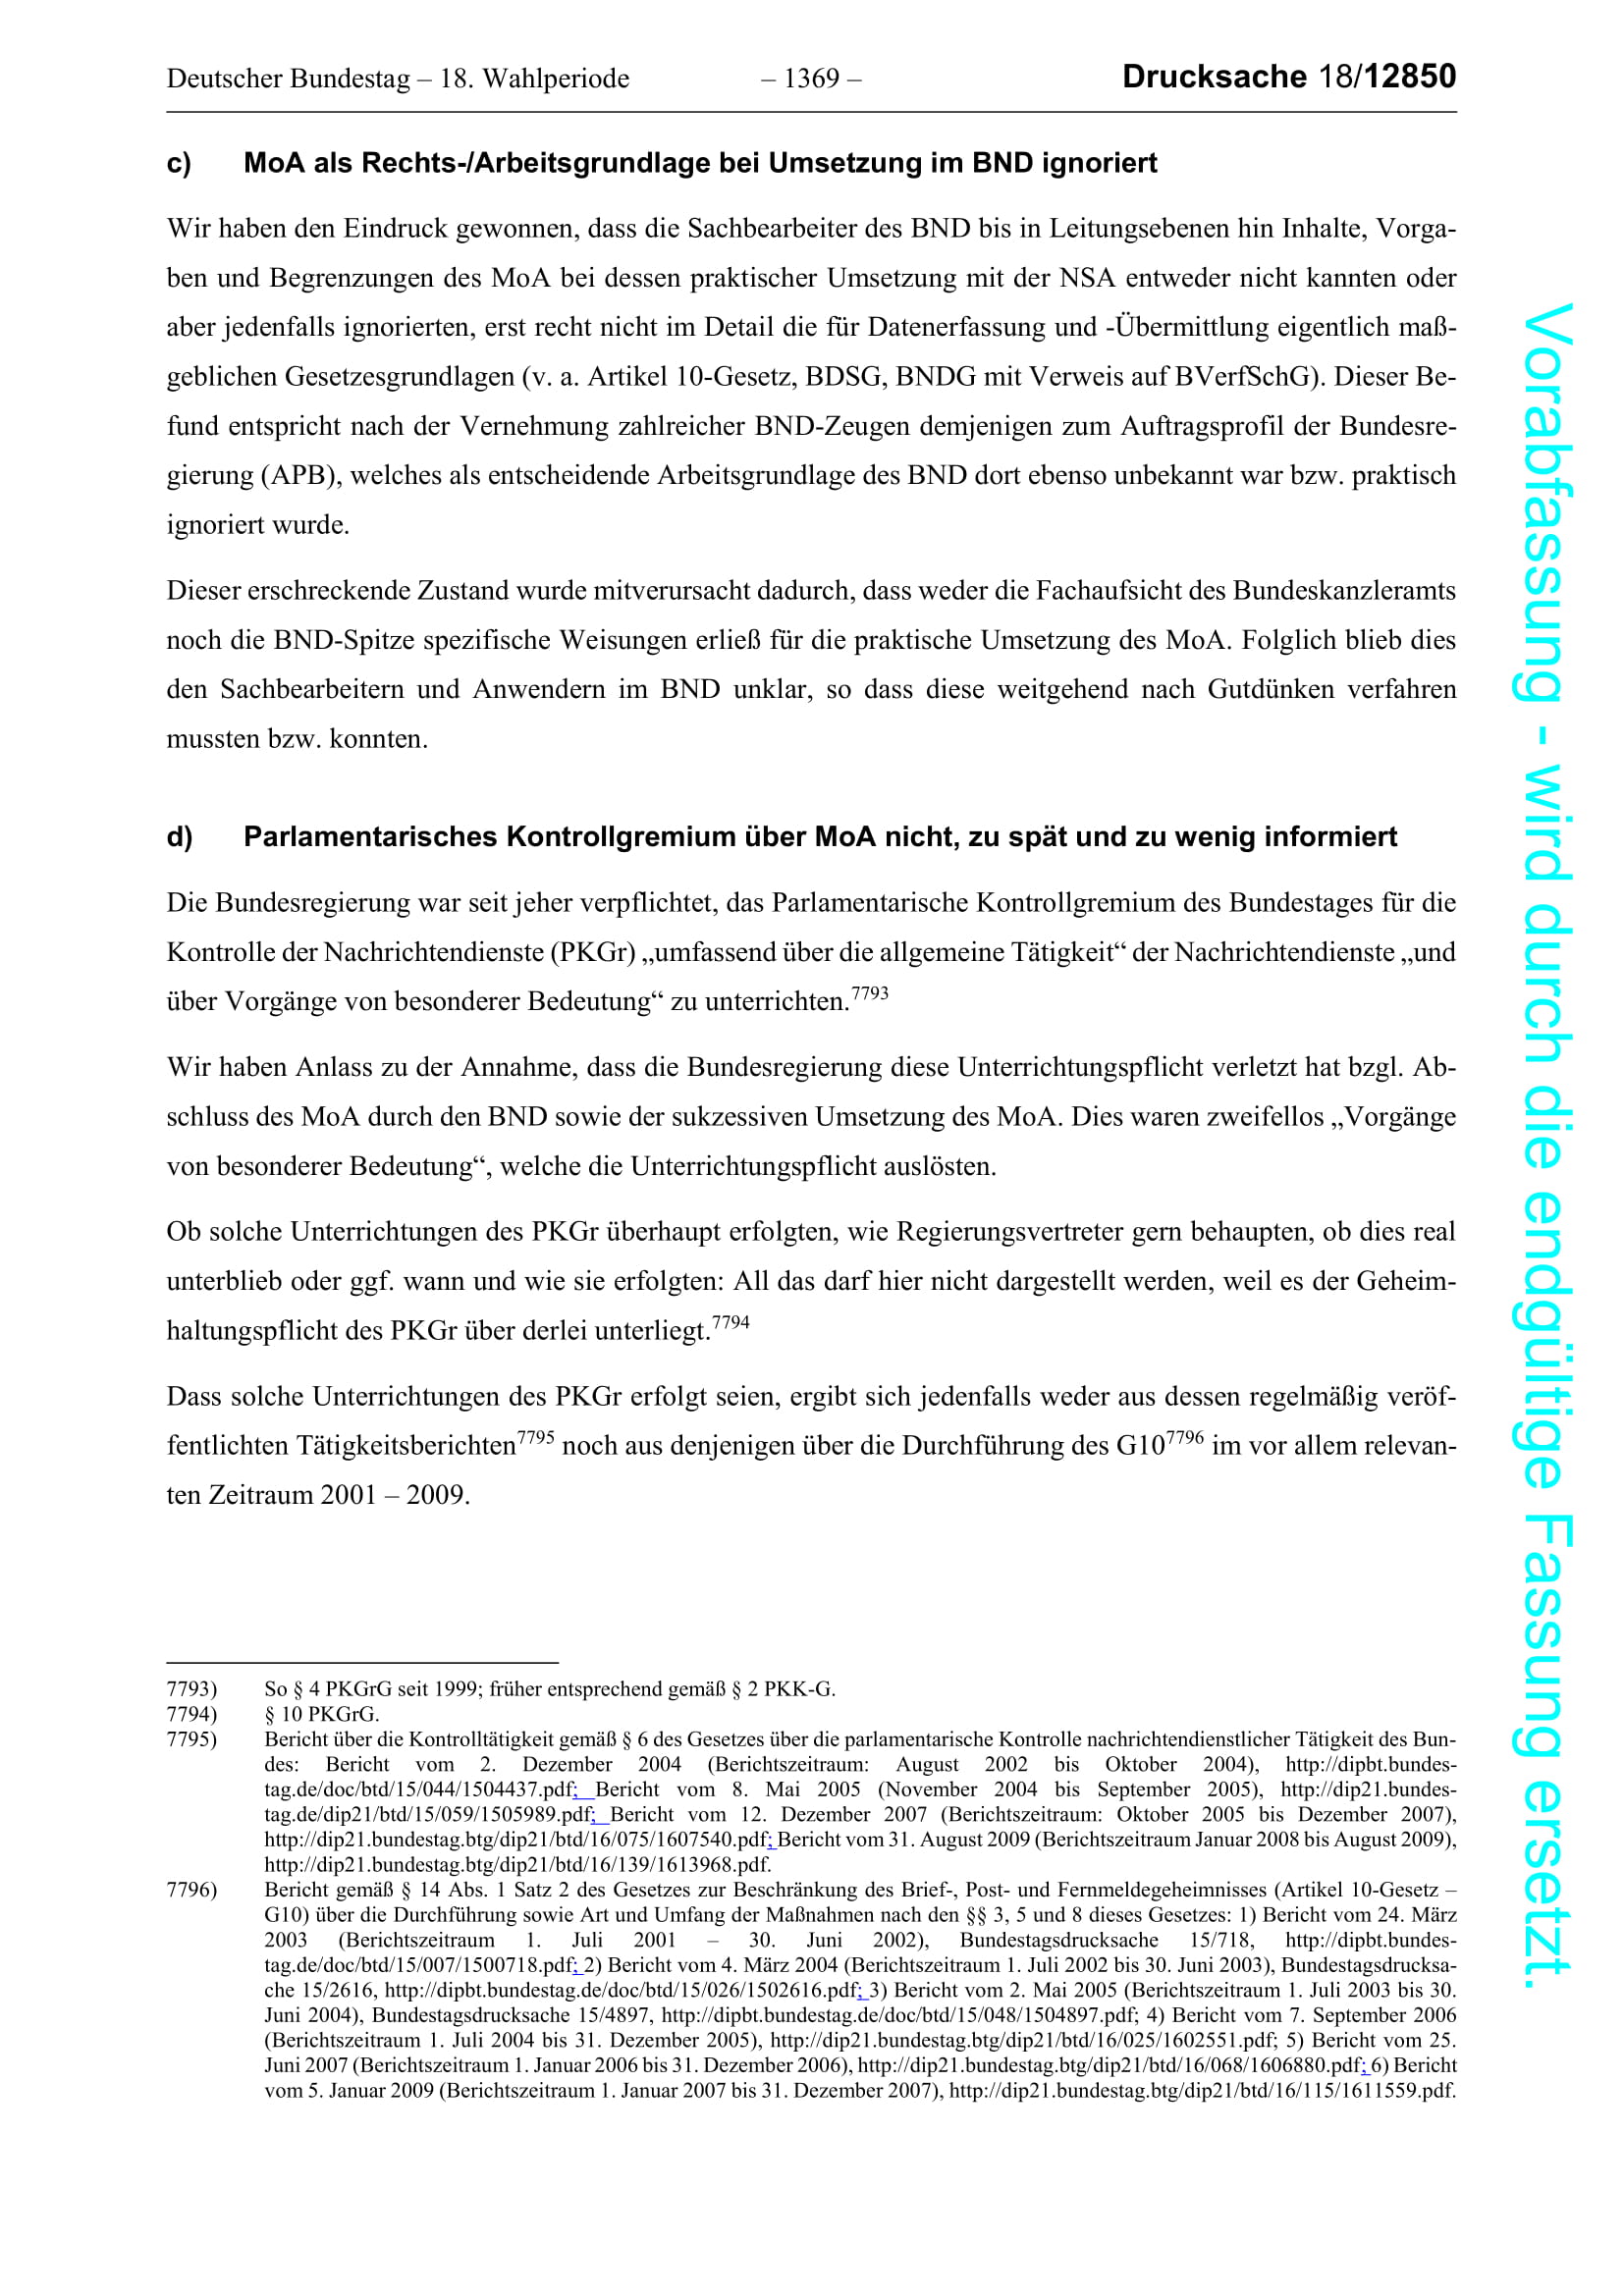 Deutscher Bundestag – 18. Wahlperiode – 1369 – Drucksache 18/12850
c) MoA als Rechts-/Arbeitsgrundlage bei Umsetzung im BND ignoriert
Wir haben den Eindruck gewonnen, dass die Sachbearbeiter des BND bis in Leitungsebenen hin Inhalte, Vorga-
ben und Begrenzungen des MoA bei dessen praktischer Umsetzung mit der NSA entweder nicht kannten oder
aber jedenfalls ignorierten, erst recht nicht im Detail die für Datenerfassung und -Übermittlung eigentlich maß-
geblichen Gesetzesgrundlagen (v. a. Artikel 10-Gesetz, BDSG, BNDG mit Verweis auf BVerfSchG). Dieser Be-
fund entspricht nach der Vernehmung zahlreicher BND-Zeugen demjenigen zum Auftragsprofil der Bundesre-
gierung (APB), welches als entscheidende Arbeitsgrundlage des BND dort ebenso unbekannt war bzw. praktisch
ignoriert wurde.
Dieser erschreckende Zustand wurde mitverursacht dadurch, dass weder die Fachaufsicht des Bundeskanzleramts
noch die BND-Spitze spezifische Weisungen erließ für die praktische Umsetzung des MoA. Folglich blieb dies
den Sachbearbeitern und Anwendern im BND unklar, so dass diese weitgehend nach Gutdünken verfahren
mussten bzw. konnten.
d) Parlamentarisches Kontrollgremium über MoA nicht, zu spät und zu wenig informiert
Die Bundesregierung war seit jeher verpflichtet, das Parlamentarische Kontrollgremium des Bundestages für die
Kontrolle der Nachrichtendienste (PKGr) „umfassend über die allgemeine Tätigkeit“ der Nachrichtendienste „und
über Vorgänge von besonderer Bedeutung“ zu unterrichten.7793
Wir haben Anlass zu der Annahme, dass die Bundesregierung diese Unterrichtungspflicht verletzt hat bzgl. Ab-
schluss des MoA durch den BND sowie der sukzessiven Umsetzung des MoA. Dies waren zweifellos „Vorgänge
von besonderer Bedeutung“, welche die Unterrichtungspflicht auslösten.
Ob solche Unterrichtungen des PKGr überhaupt erfolgten, wie Regierungsvertreter gern behaupten, ob dies real
unterblieb oder ggf. wann und wie sie erfolgten: All das darf hier nicht dargestellt werden, weil es der Geheim-
haltungspflicht des PKGr über derlei unterliegt.7794
Dass solche Unterrichtungen des PKGr erfolgt seien, ergibt sich jedenfalls weder aus dessen regelmäßig veröf-
fentlichten Tätigkeitsberichten7795 noch aus denjenigen über die Durchführung des G107796 im vor allem relevan-
ten Zeitraum 2001 – 2009.
7793) So § 4 PKGrG seit 1999; früher entsprechend gemäß § 2 PKK-G.
7794) § 10 PKGrG.
7795) Bericht über die Kontrolltätigkeit gemäß § 6 des Gesetzes über die parlamentarische Kontrolle nachrichtendienstlicher Tätigkeit des Bun-
des: Bericht vom 2. Dezember 2004 (Berichtszeitraum: August 2002 bis Oktober 2004), http://dipbt.bundes-
tag.de/doc/btd/15/044/1504437.pdf; Bericht vom 8. Mai 2005 (November 2004 bis September 2005), http://dip21.bundes-
tag.de/dip21/btd/15/059/1505989.pdf; Bericht vom 12. Dezember 2007 (Berichtszeitraum: Oktober 2005 bis Dezember 2007),
http://dip21.bundestag.btg/dip21/btd/16/075/1607540.pdf; Bericht vom 31. August 2009 (Berichtszeitraum Januar 2008 bis August 2009),
http://dip21.bundestag.btg/dip21/btd/16/139/1613968.pdf.
7796) Bericht gemäß § 14 Abs. 1 Satz 2 des Gesetzes zur Beschränkung des Brief-, Post- und Fernmeldegeheimnisses (Artikel 10-Gesetz –
G10) über die Durchführung sowie Art und Umfang der Maßnahmen nach den §§ 3, 5 und 8 dieses Gesetzes: 1) Bericht vom 24. März
2003 (Berichtszeitraum 1. Juli 2001 – 30. Juni 2002), Bundestagsdrucksache 15/718, http://dipbt.bundes-
tag.de/doc/btd/15/007/1500718.pdf; 2) Bericht vom 4. März 2004 (Berichtszeitraum 1. Juli 2002 bis 30. Juni 2003), Bundestagsdrucksa-
che 15/2616, http://dipbt.bundestag.de/doc/btd/15/026/1502616.pdf; 3) Bericht vom 2. Mai 2005 (Berichtszeitraum 1. Juli 2003 bis 30.
Juni 2004), Bundestagsdrucksache 15/4897, http://dipbt.bundestag.de/doc/btd/15/048/1504897.pdf; 4) Bericht vom 7. September 2006
(Berichtszeitraum 1. Juli 2004 bis 31. Dezember 2005), http://dip21.bundestag.btg/dip21/btd/16/025/1602551.pdf; 5) Bericht vom 25.
Juni 2007 (Berichtszeitraum 1. Januar 2006 bis 31. Dezember 2006), http://dip21.bundestag.btg/dip21/btd/16/068/1606880.pdf; 6) Bericht
vom 5. Januar 2009 (Berichtszeitraum 1. Januar 2007 bis 31. Dezember 2007), http://dip21.bundestag.btg/dip21/btd/16/115/1611559.pdf.
Vorabfassung - wird durch die endgültige Fassung ersetzt.